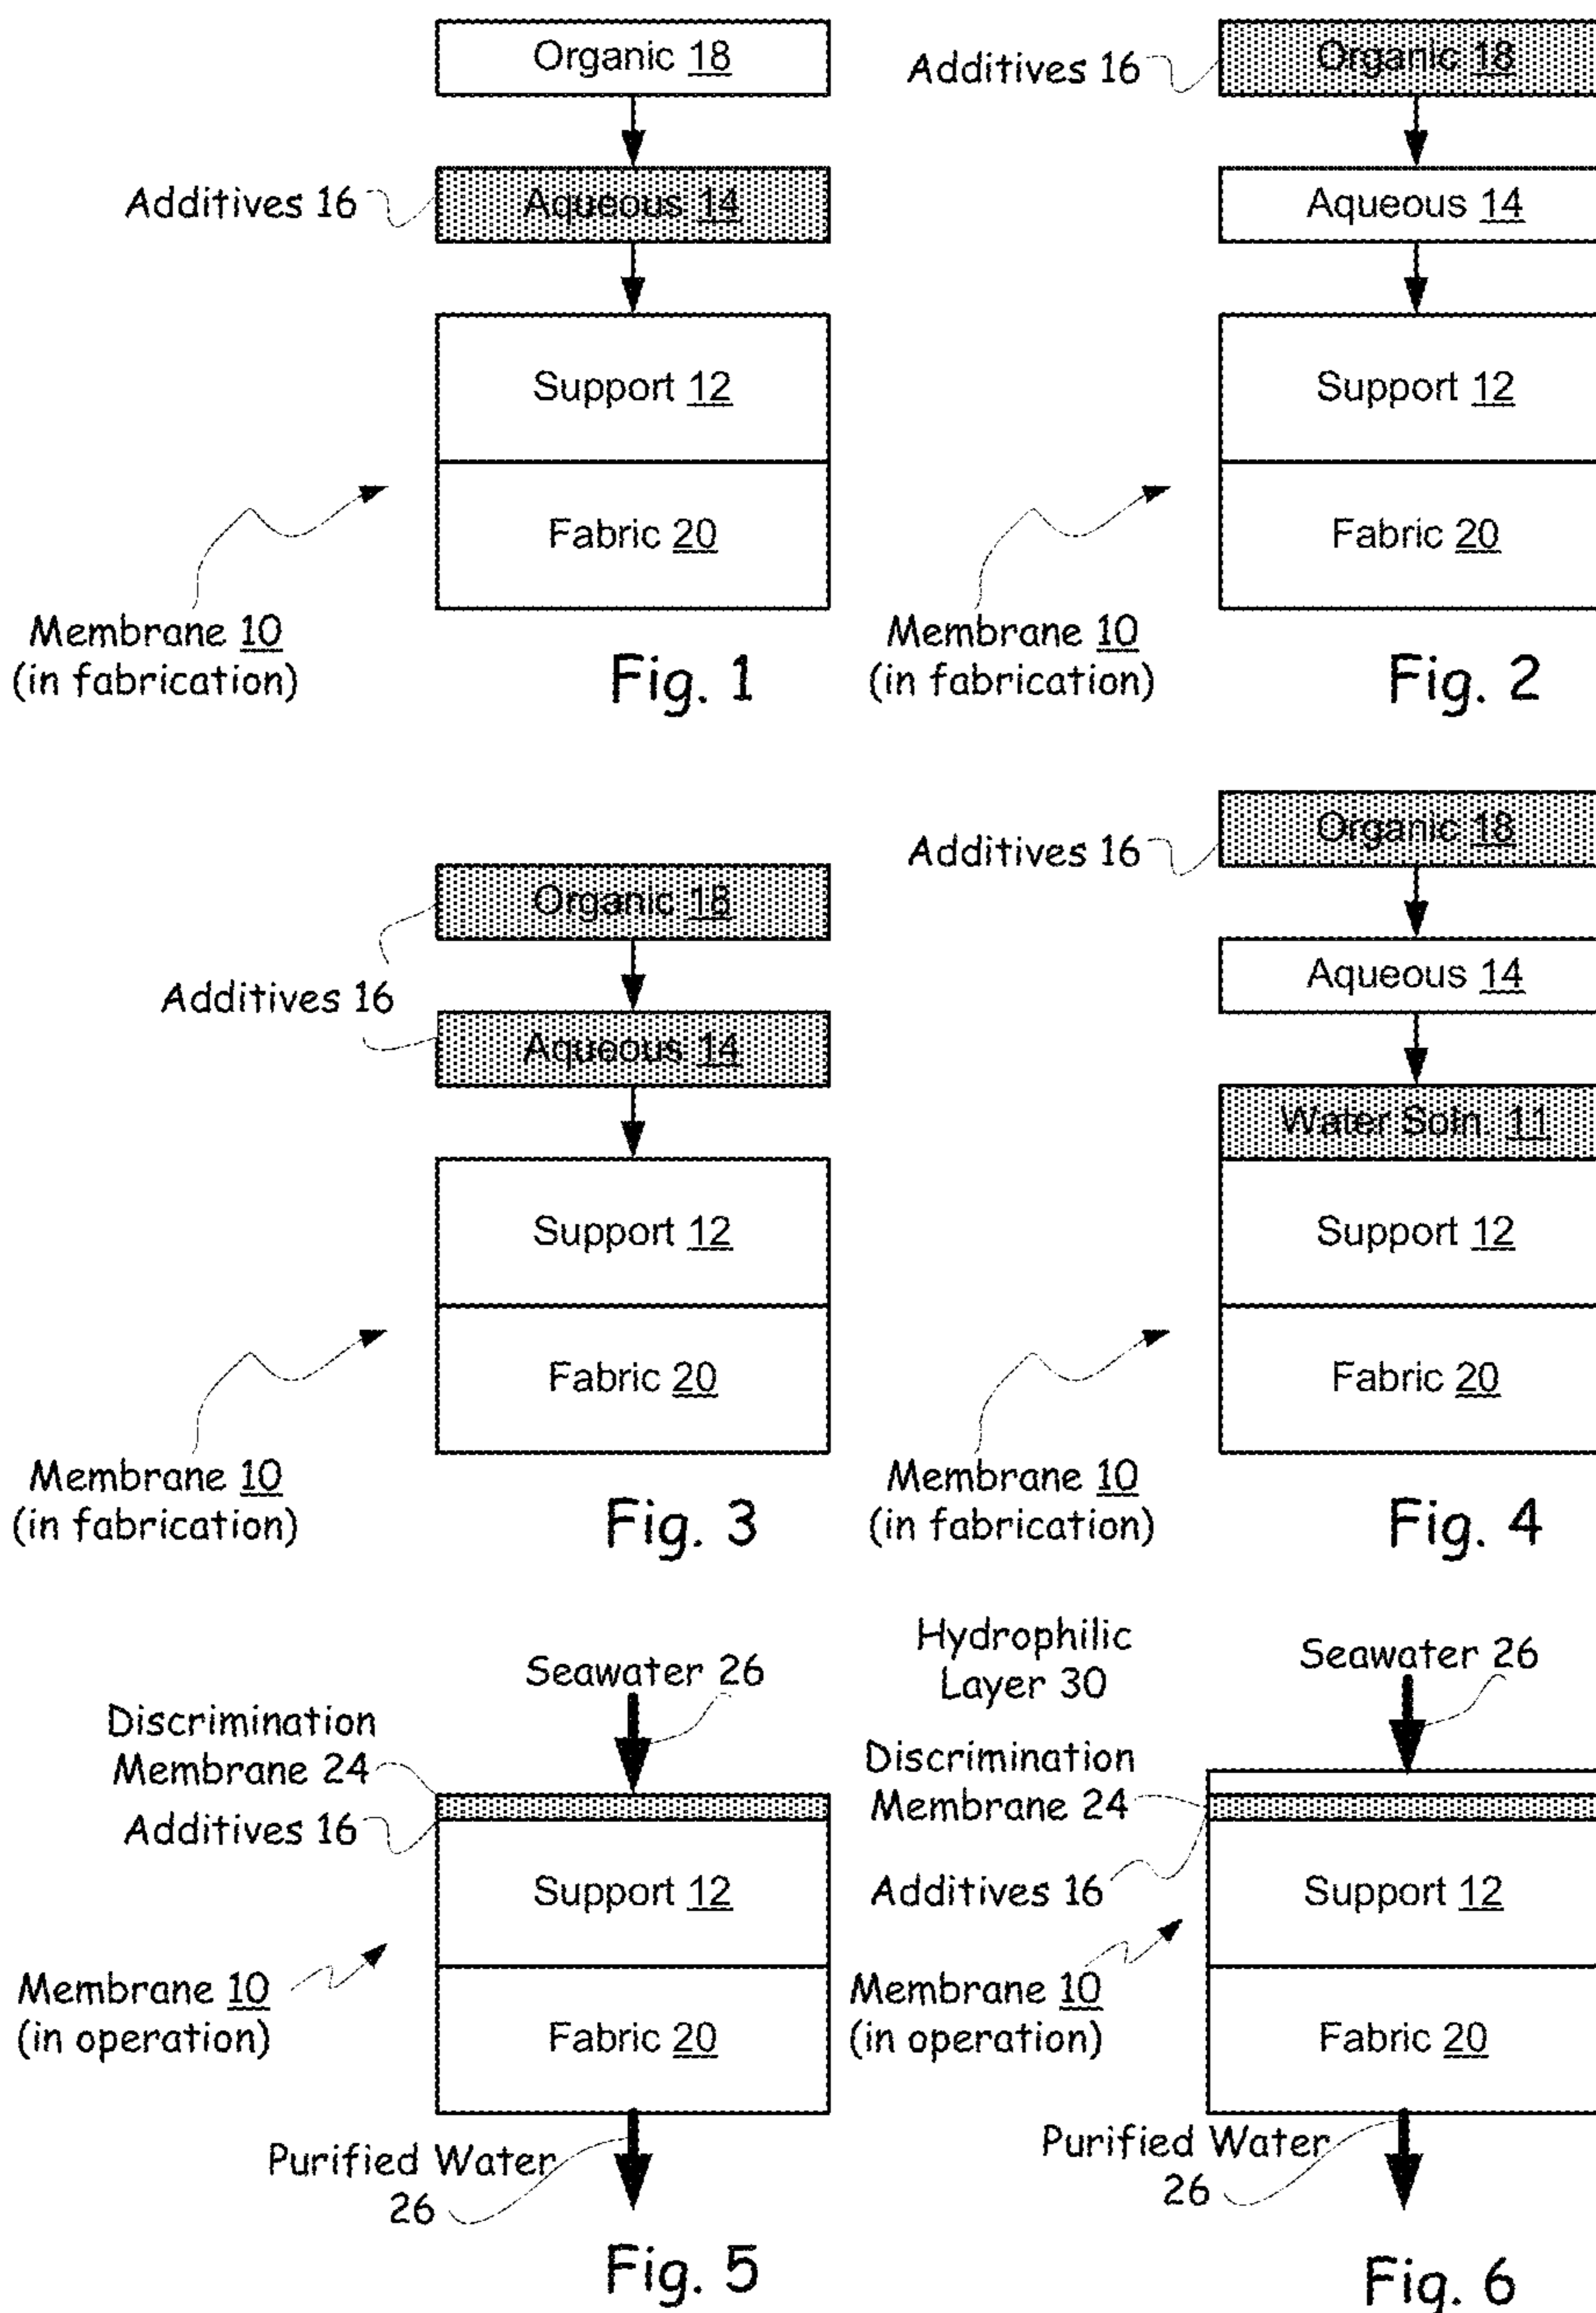 Organic 18
Additives 16
Aqueous 14
Support 12
Fabric 20
Membrane 10
(in fabrication)
Fig. 1
Additives 16
Organic 18
Aqueous 14
Support 12
Fabric 20
Membrane 10
(in fabrication)
Fig. 2
Organic 18
Additives 16
Aqueous 14
Support 12
Fabric 20
Membrane 10
(in fabrication)
Fig. 3
Additives 16
Organic 18
Aqueous 14
Water Soln. 11
Support 12
Fabric 20
Membrane 10
(in fabrication)
Fig. 4
Seawater 26
Discrimination
Membrane 24
Additives 16
Support 12
Membrane 10
(in operation)
Fabric 20
Purified Water
26
Fig. 5
Hydrophilic
Layer 30
Seawater 26
Discrimination
Membrane 24
Additives 16
Support 12
Membrane 10
(in operation)
Fabric 20
Purified Water
26
Fig. 6